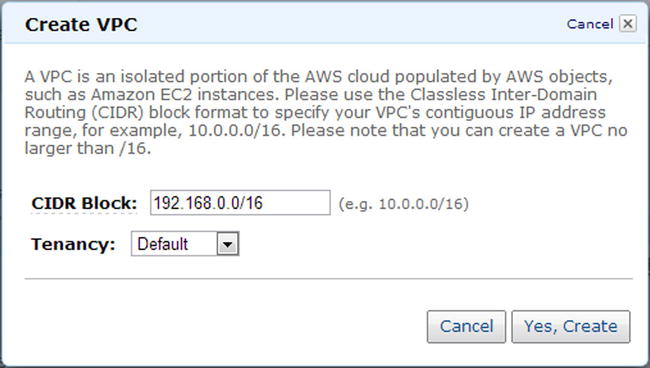 Create VPC
Cancel
A VPC is an isolated portion of the AWS cloud populated by AWS objects,
such as Amazon EC2 instances. Please use the Classless Inter-Domain
Routing (CIDR) block format to specify your VPC's contiguous IP address
range, for example, 10.0.0.0/16. Please note that you can create a VPC no
larger than /16.
CIDR Block: 192.168.0.0/16 (e.g. 10.0.0.0/16)
Tenancy: Default
Cancel Yes, Create